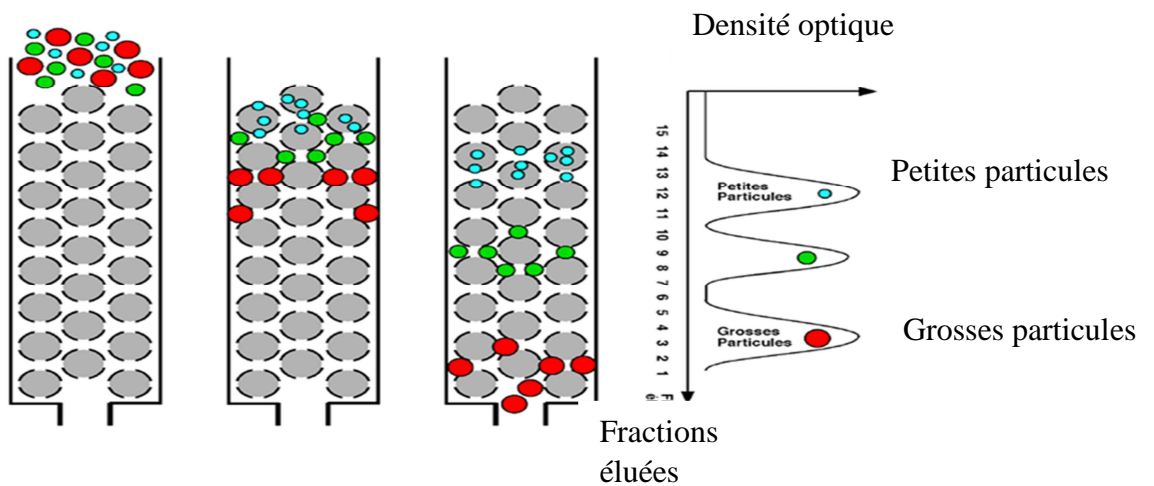 Densité optique
15
14
13
12
11
10
9
8
7
6
5
4
3
2
1
Petites
Particules
Petites particules
Grosses
Particules
Grosses particules
Fractions
éluées